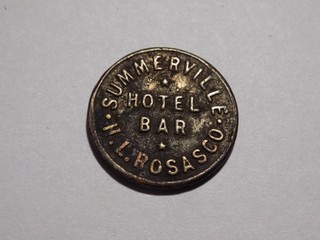 SUMMERVILLE
HOTEL
BAR
N. L. ROSASCO